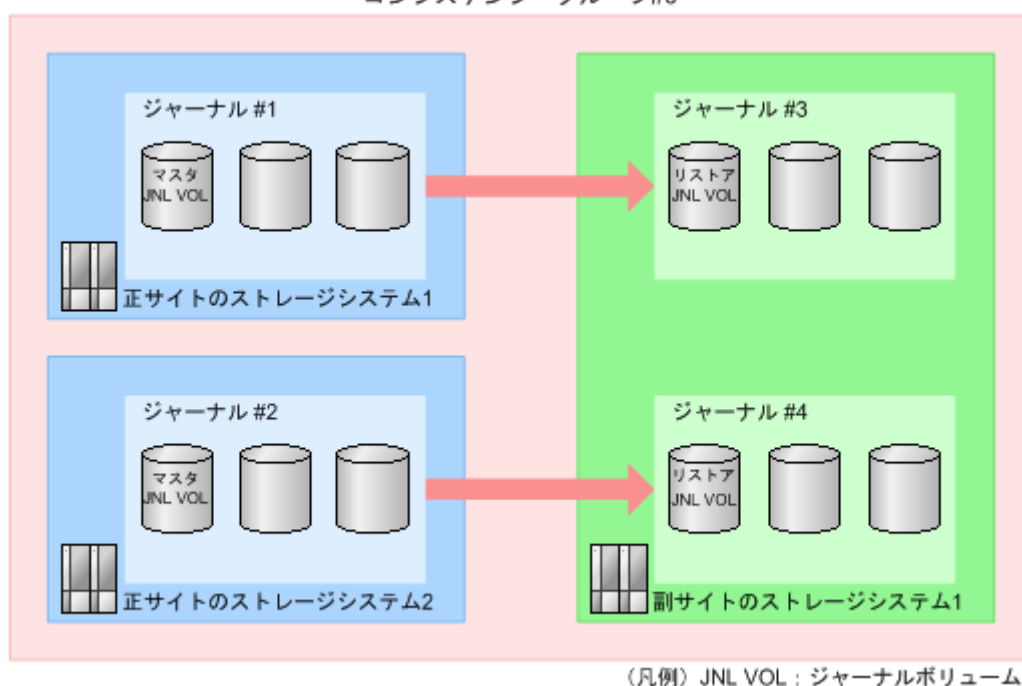 ジャーナル #1
マスタ
JNL VOL
正サイトのストレージシステム1
ジャーナル #3
リストア
JNL VOL
ジャーナル #2
マスタ
JNL VOL
正サイトのストレージシステム2
ジャーナル #4
リストア
JNL VOL
副サイトのストレージシステム1
(凡例) JNL VOL:ジャーナルボリューム